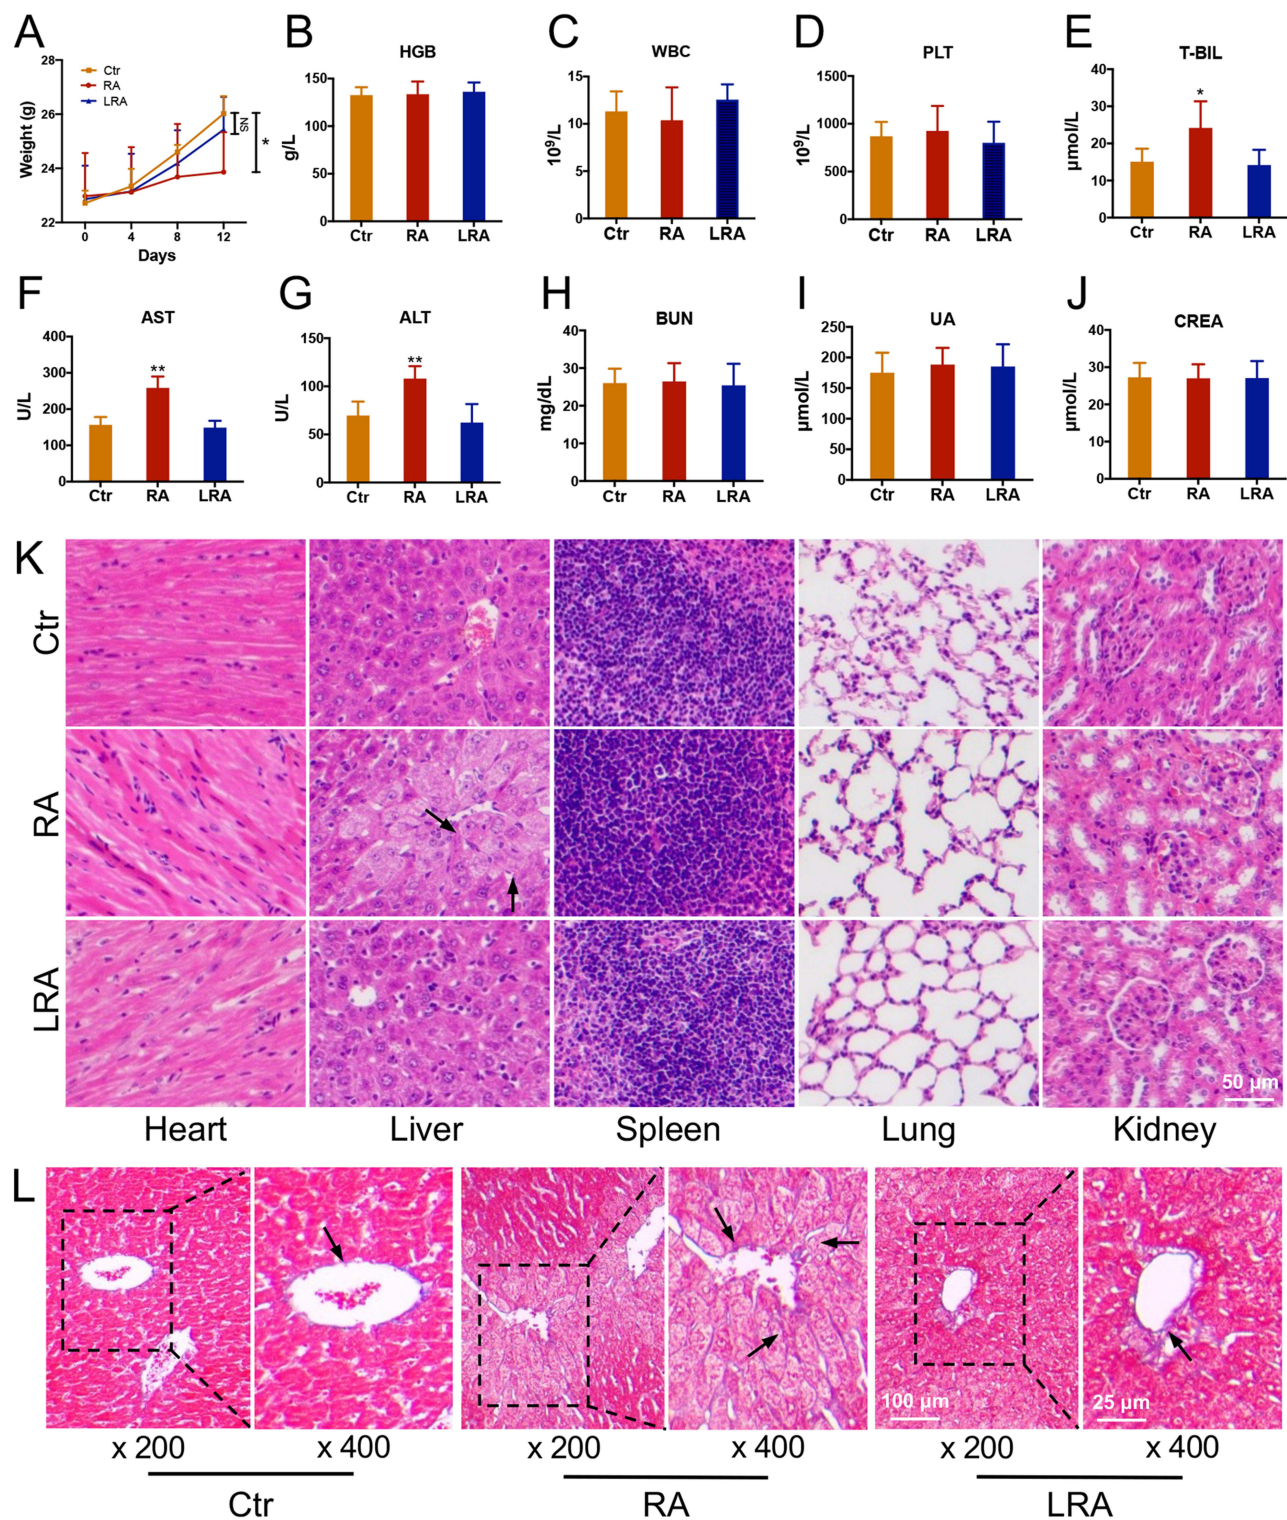 A
28
26
24
22
Weight (g)
Ctr
RA
LRA
NS
*
0 4 8 12
Days
B
HGB
150
100
50
0
g/L
Ctr RA LRA
C
WBC
15
10
5
0
10⁹/L
Ctr RA LRA
D
PLT
1500
1000
500
0
10⁹/L
Ctr RA LRA
E
T-BIL
40
30
20
10
0
µmol/L
*
Ctr RA LRA
F
AST
400
300
200
100
0
U/L
**
Ctr RA LRA
G
ALT
150
100
50
0
U/L
**
Ctr RA LRA
H
BUN
40
30
20
10
0
mg/dL
Ctr RA LRA
I
UA
250
200
150
100
50
0
µmol/L
Ctr RA LRA
J
CREA
40
30
20
10
0
µmol/L
Ctr RA LRA
K
Ctr
RA
LRA
50 µm
Heart Liver Spleen Lung Kidney
L
100 µm
25 µm
x 200 x 400 x 200 x 400 x 200 x 400
Ctr RA LRA